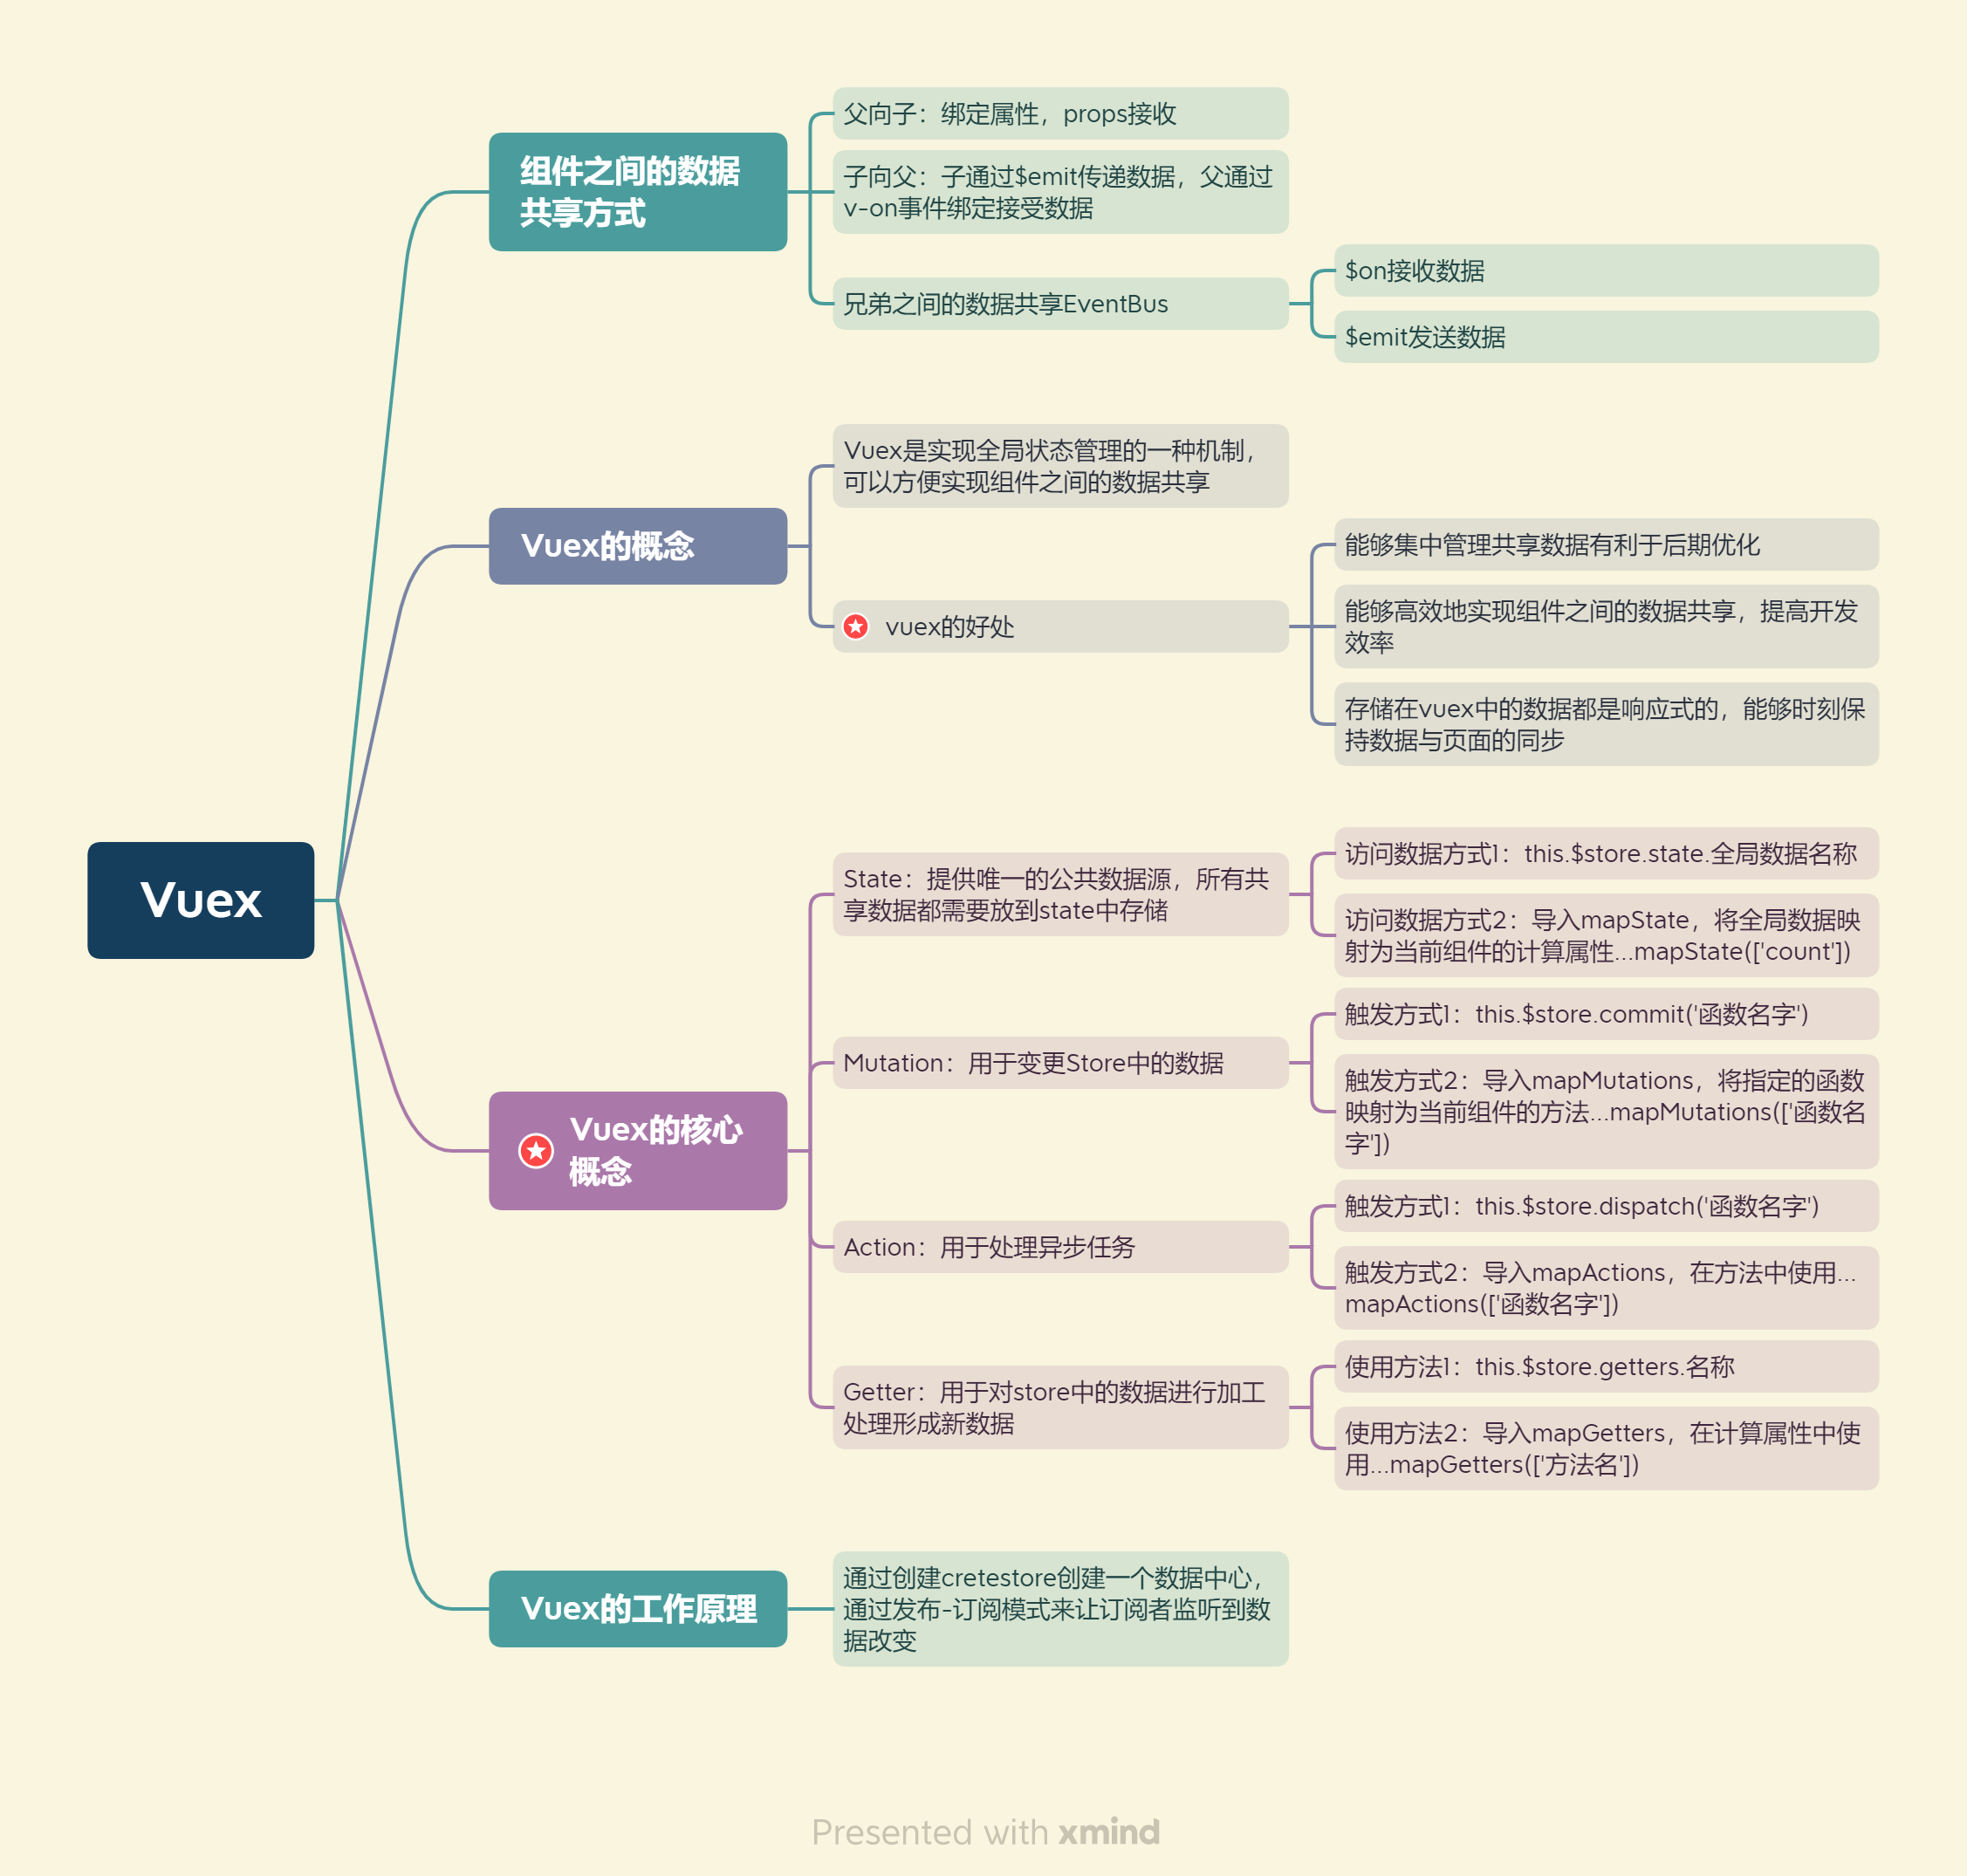 Vuex
组件之间的数据
共享方式
父向子：绑定属性，props接收
子向父：子通过$emit传递数据，父通过
v-on事件绑定接受数据
兄弟之间的数据共享EventBus
$on接收数据
$emit发送数据
Vuex的概念
Vuex是实现全局状态管理的一种机制，
可以方便实现组件之间的数据共享
vuex的好处
能够集中管理共享数据有利于后期优化
能够高效地实现组件之间的数据共享，提高开发
效率
存储在vuex中的数据都是响应式的，能够时刻保
持数据与页面的同步
Vuex的核心
概念
State：提供唯一的公共数据源，所有共
享数据都需要放到state中存储
访问数据方式1：this.$store.state.全局数据名称
访问数据方式2：导入mapState，将全局数据映
射为当前组件的计算属性...mapState(['count'])
Mutation：用于变更Store中的数据
触发方式1：this.$store.commit('函数名字')
触发方式2：导入mapMutations，将指定的函数
映射为当前组件的方法...mapMutations(['函数名
字'])
Action：用于处理异步任务
触发方式1：this.$store.dispatch('函数名字')
触发方式2：导入mapActions，在方法中使用...
mapActions(['函数名字'])
Getter：用于对store中的数据进行加工
处理形成新数据
使用方法1：this.$store.getters.名称
使用方法2：导入mapGetters，在计算属性中使
用...mapGetters(['方法名'])
Vuex的工作原理
通过创建cretestore创建一个数据中心，
通过发布-订阅模式来让订阅者监听到数
据改变
Presented with xmind